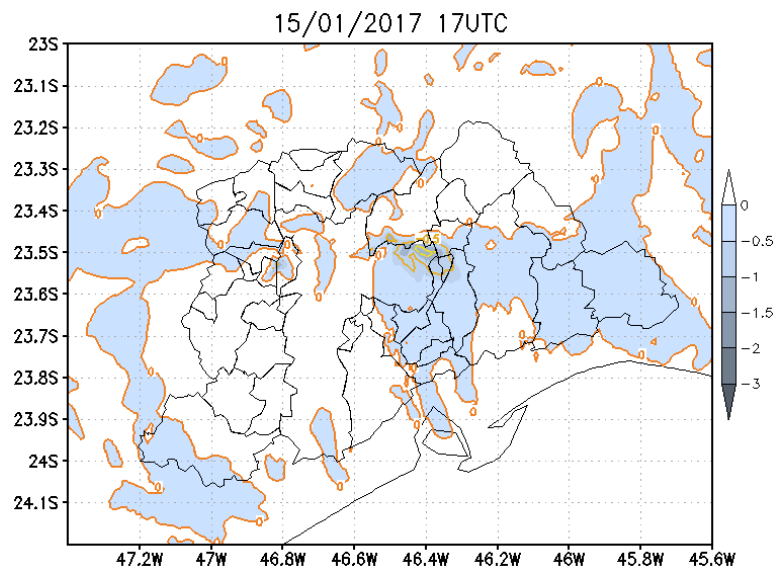 15/01/2017 17UTC
23S
23.1S
23.2S
23.3S
23.4S
23.5S
23.6S
23.7S
23.8S
23.9S
24S
24.1S
47.2W 47W 46.8W 46.6W 46.4W 46.2W 46W 45.8W 45.6W
0
-0.5
-1
-1.5
-2
-3